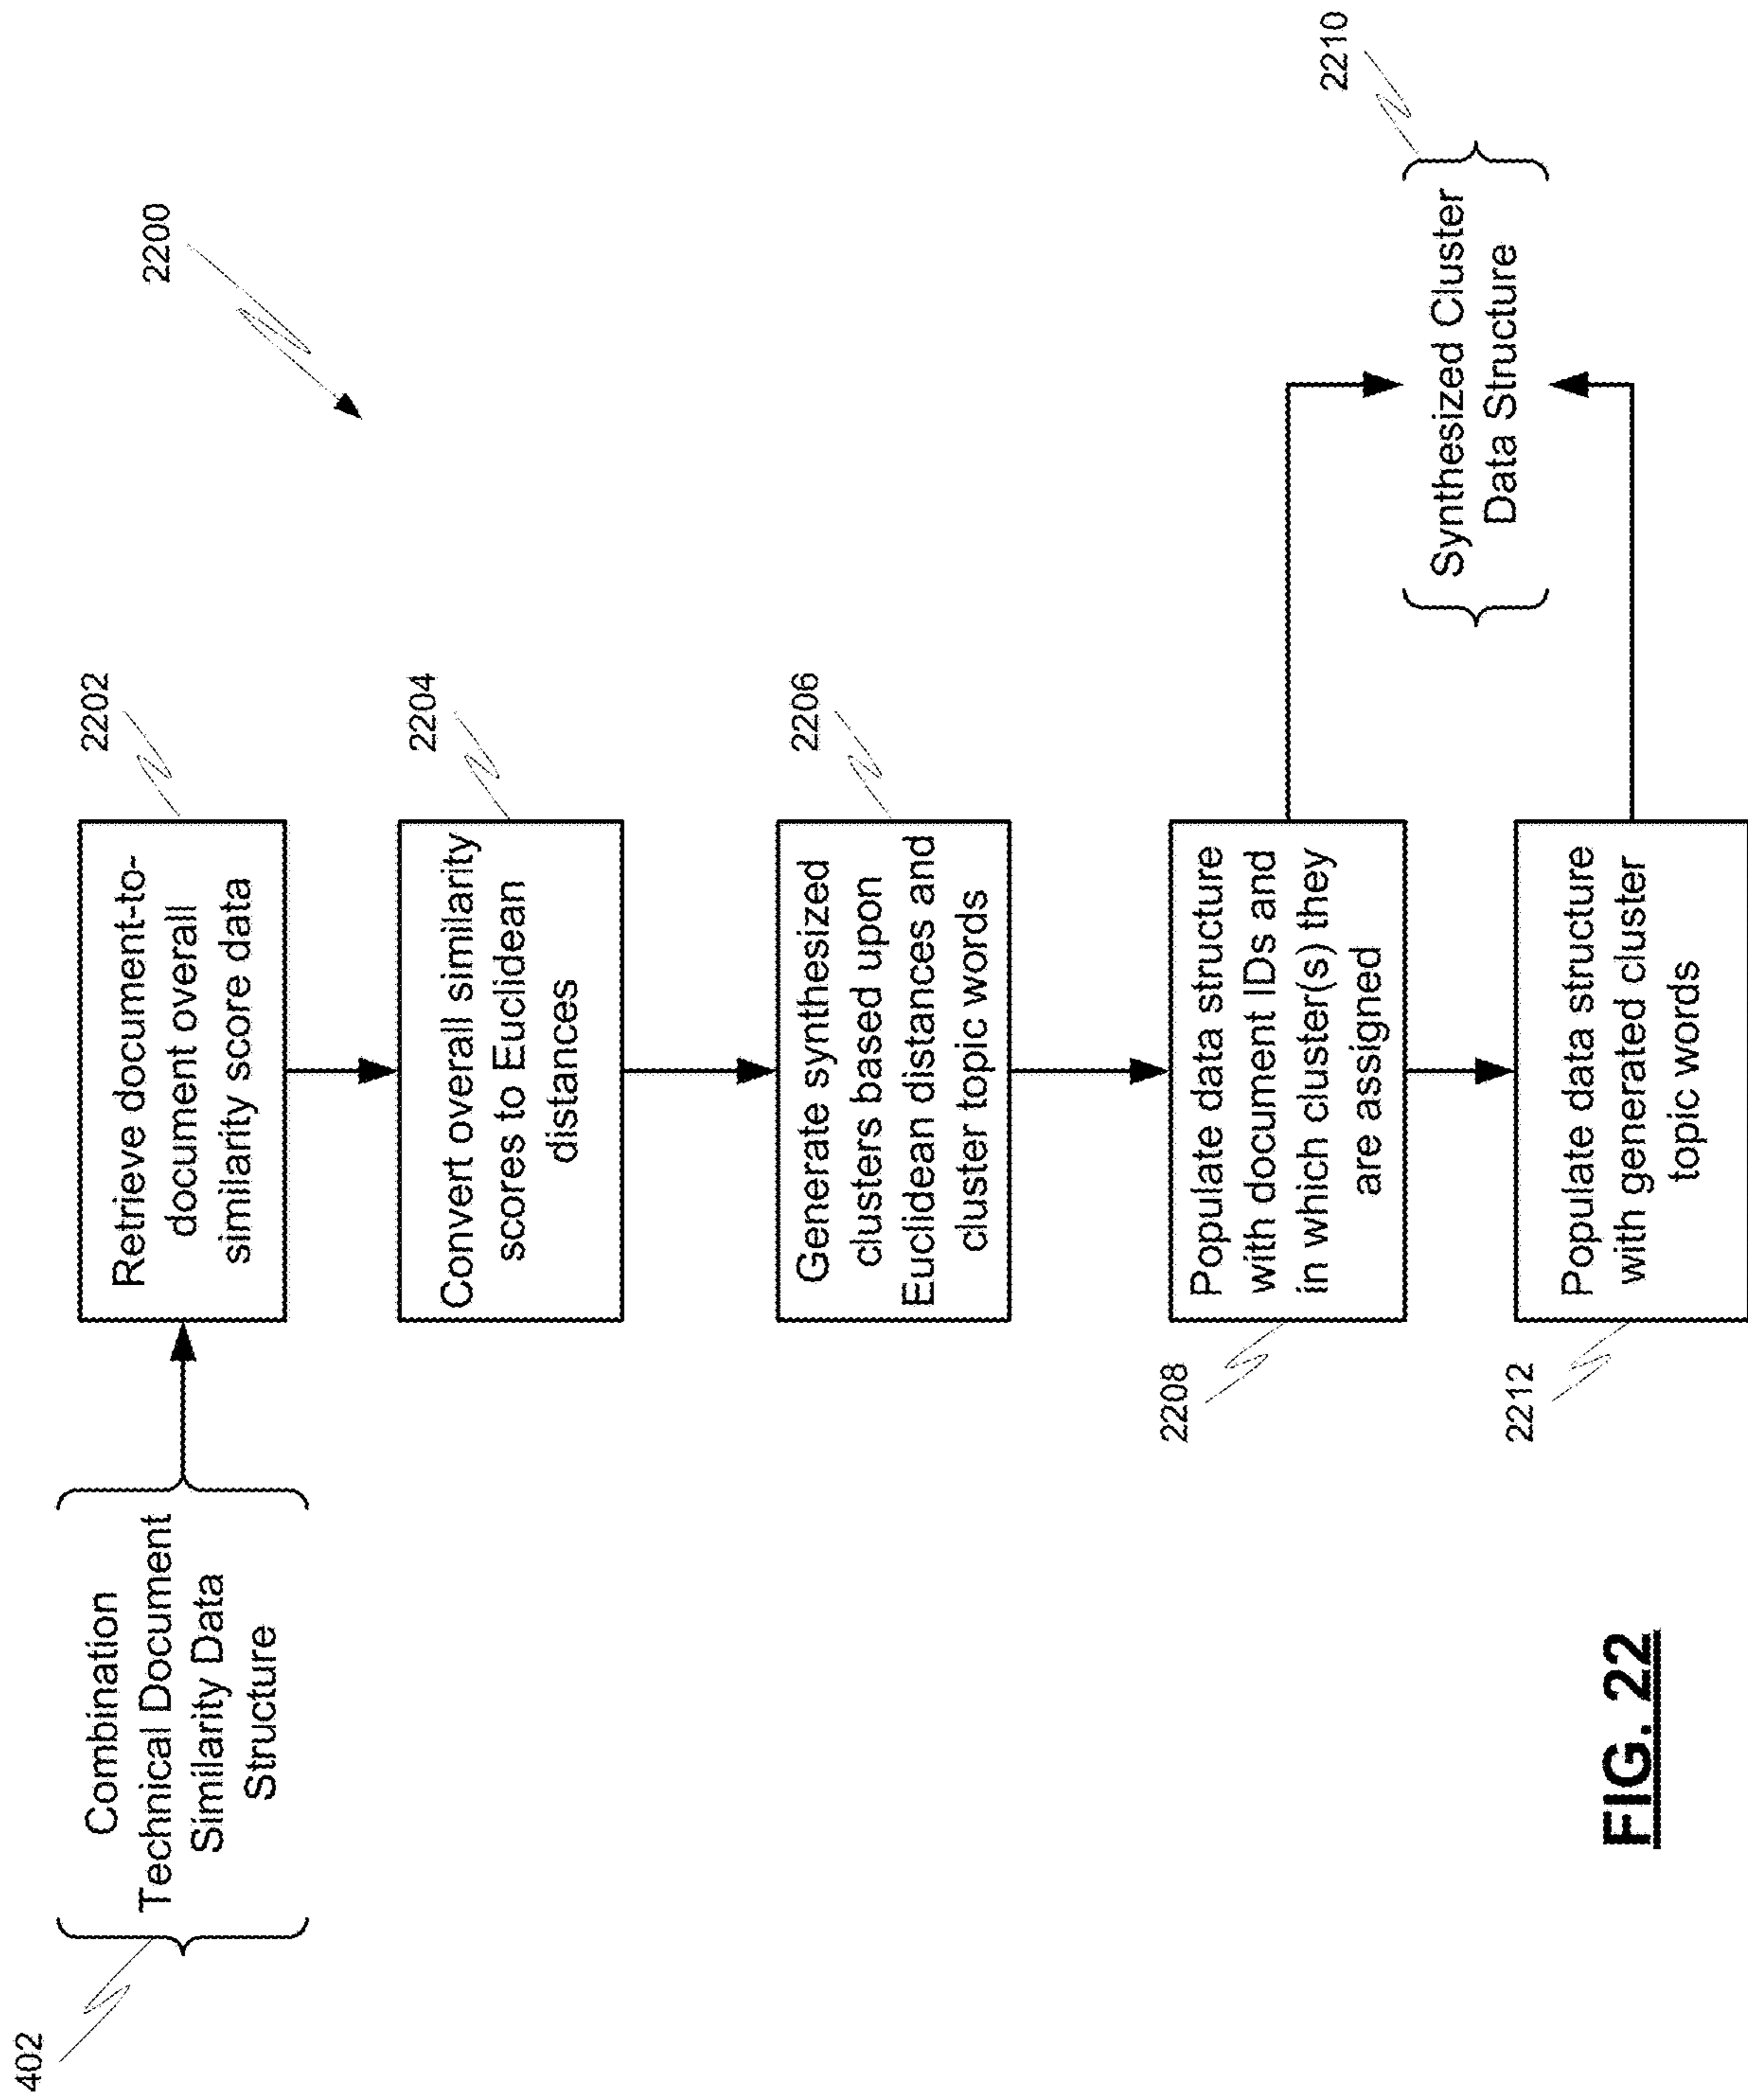 2200
402
Combination
Technical Document
Similarity Data
Structure
2202
Retrieve document-to-
document overall
similarity score data
2204
Convert overall similarity
scores to Euclidean
distances
2206
Generate synthesized
clusters based upon
Euclidean distances and
cluster topic words
2208
Populate data structure
with document IDs and
in which cluster(s) they
are assigned
2210
Synthesized Cluster
Data Structure
2212
Populate data structure
with generated cluster
topic words
FIG. 22